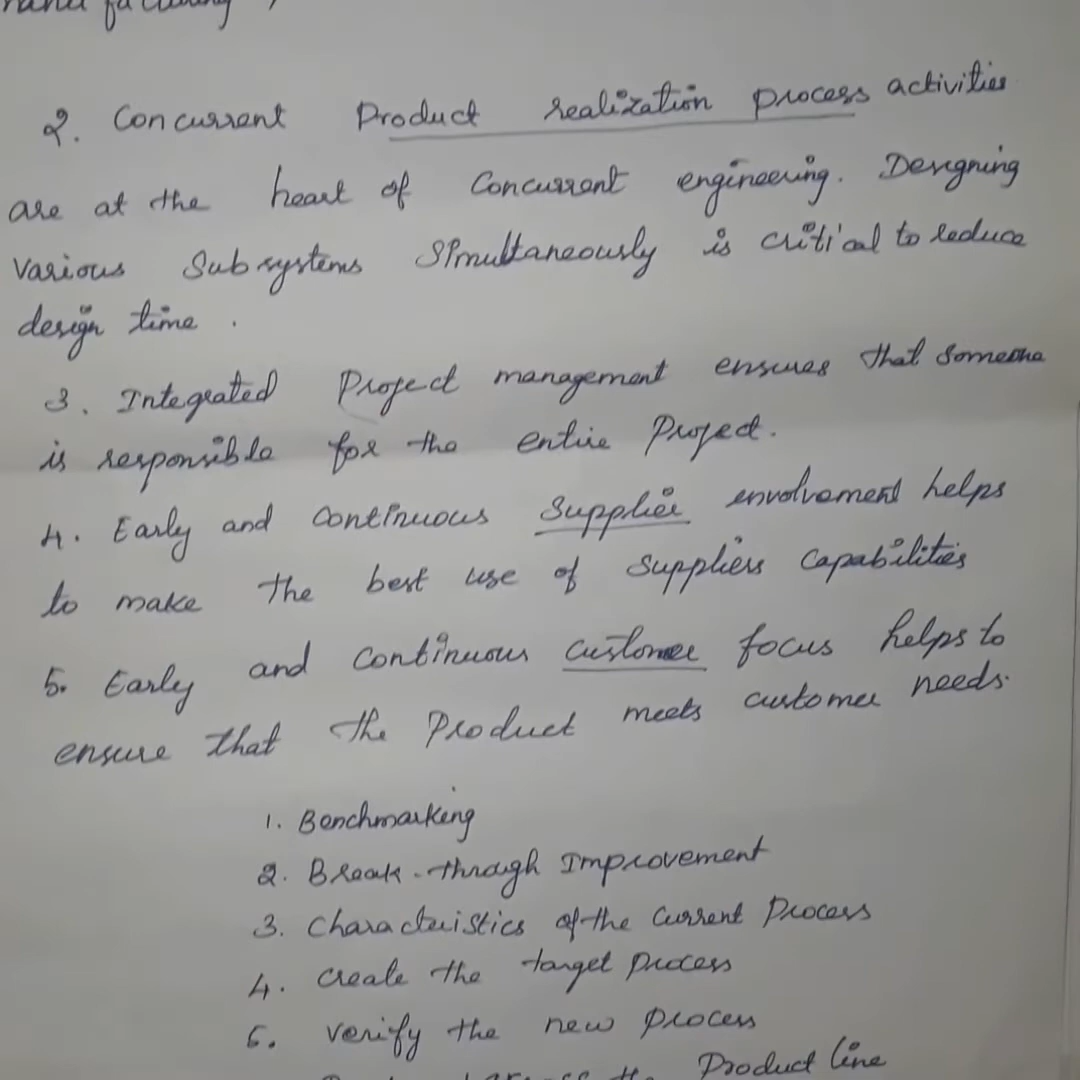 2. Concurrent Product realization process activities
are at the heart of Concurrent engineering. Designing
various Subsystems Simultaneously is critical to reduce
design time.
3. Integrated Project management ensures that someone
is responsible for the entire Project.
4. Early and continuous Supplier envolvement helps
to make the best use of suppliers capabilities
5. Early and continuous customer focus helps to
ensure that the Product meets customer needs.
1. Benchmarking
2. Break-through Improvement
3. Characteristics of the Current Process
4. create the target process
5. verify the new process
Product line